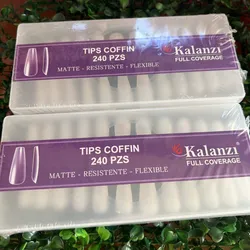 TIPS COFFIN
240 PZS
MATTE - RESISTENTE - FLEXIBLE
Kalanzi
FULL COVERAGE
TIPS COFFIN
240 PZS
MATTE - RESISTENTE - FLEXIBLE
Kalanzi
FULL COVERAGE